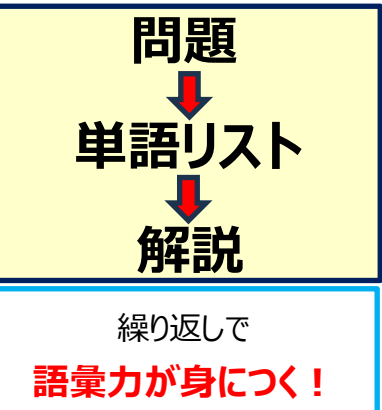 問題
単語リスト
解説
繰り返しで
語彙力が身につく！